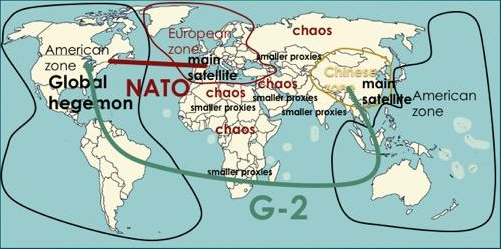 chaos
European
zone
American
zone
main
satellite
smaller proxies
Chinese
zone
Global
hegemon
NATO
chaos
smaller proxies
chaos
smaller proxies
main
satellite
smaller proxies
American
zone
chaos
smaller proxies
G-2